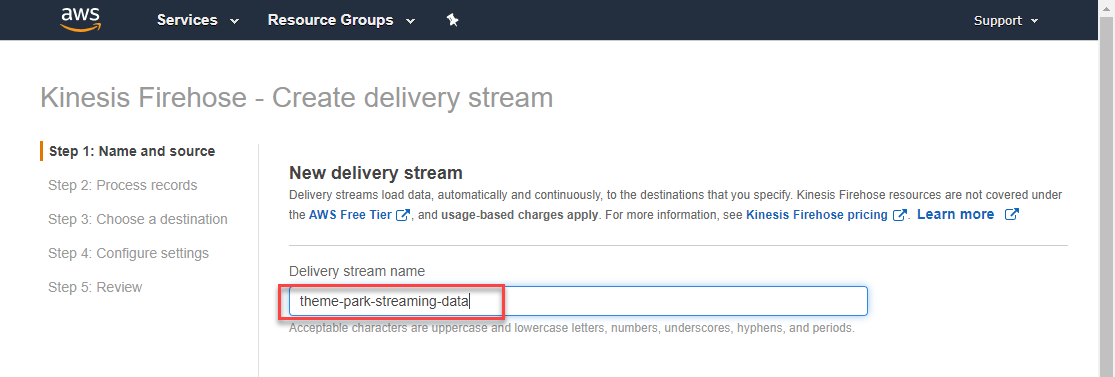 aws Services Resource Groups Support
Kinesis Firehose - Create delivery stream
Step 1: Name and source
Step 2: Process records
Step 3: Choose a destination
Step 4: Configure settings
Step 5: Review
New delivery stream
Delivery streams load data, automatically and continuously, to the destinations that you specify. Kinesis Firehose resources are not covered under
the AWS Free Tier, and usage-based charges apply. For more information, see Kinesis Firehose pricing. Learn more
Delivery stream name
theme-park-streaming-data
Acceptable characters are uppercase and lowercase letters, numbers, underscores, hyphens, and periods.